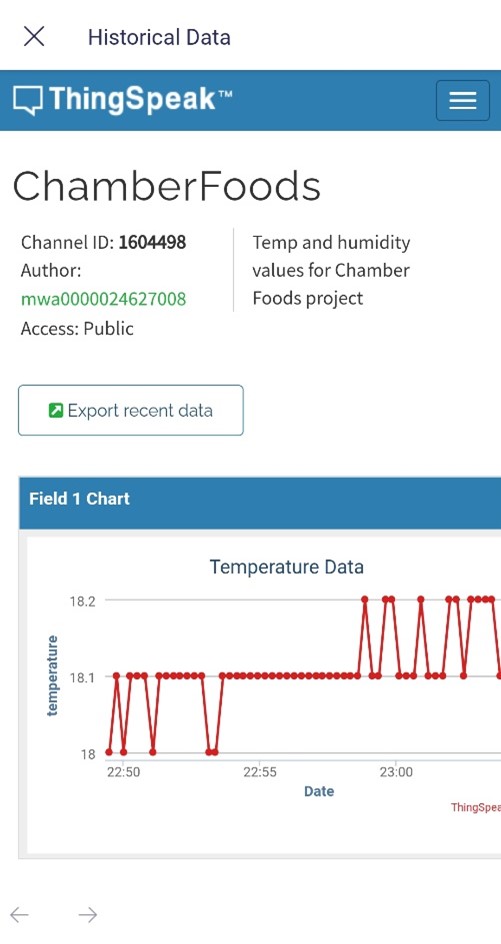 Historical Data
ThingSpeak™
ChamberFoods
Channel ID: 1604498
Author:
mwa0000024627008
Access: Public
Temp and humidity
values for Chamber
Foods project
Export recent data
Field 1 Chart
Temperature Data
temperature
18.2
18.1
18
22:50
22:55
23:00
Date
ThingSpea